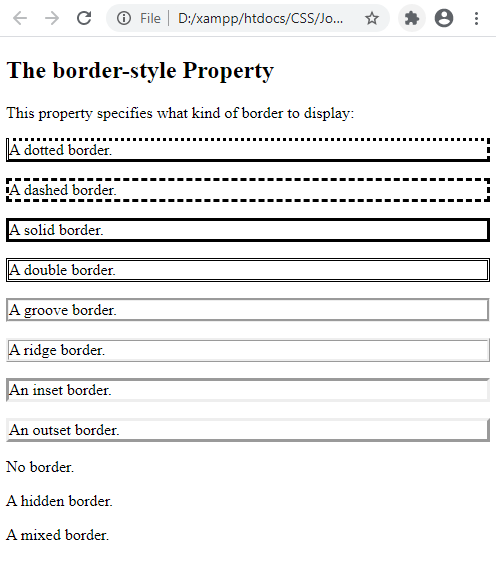 File | D:/xampp/htdocs/CSS/Jo...
The border-style Property
This property specifies what kind of border to display:
A dotted border.
A dashed border.
A solid border.
A double border.
A groove border.
A ridge border.
An inset border.
An outset border.
No border.
A hidden border.
A mixed border.